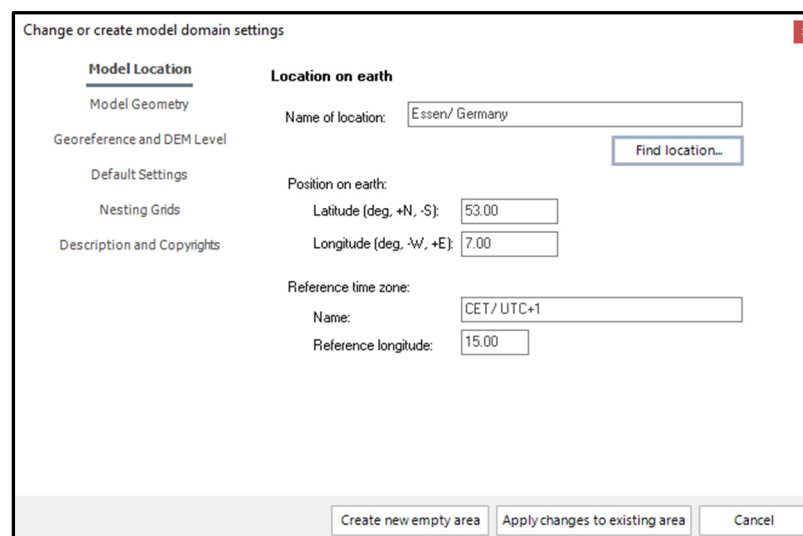 Change or create model domain settings
Model Location
Model Geometry
Georeference and DEM Level
Default Settings
Nesting Grids
Description and Copyrights
Location on earth
Name of location: Essen/ Germany
Find location...
Position on earth:
Latitude (deg, +N, -S): 53.00
Longitude (deg, -W, +E): 7.00
Reference time zone:
Name: CET/ UTC+1
Reference longitude: 15.00
Create new empty area Apply changes to existing area Cancel